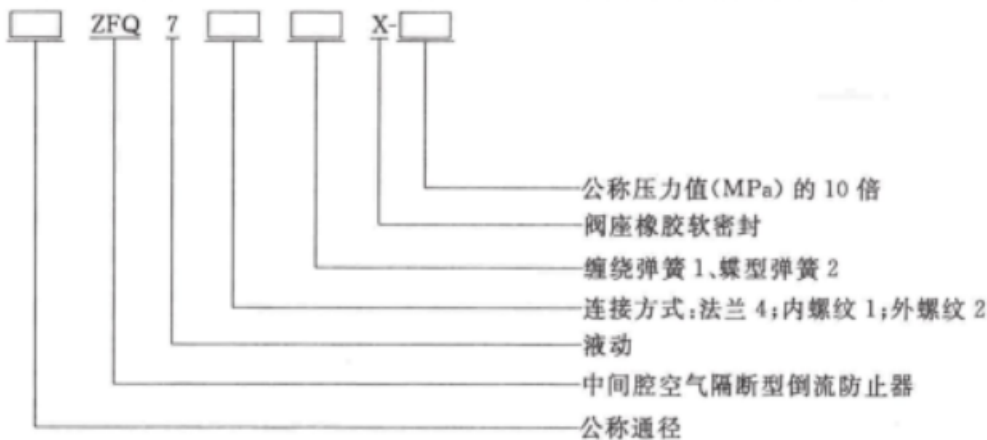 ZFQ 7 X-
公称压力值(MPa) 的 10 倍
阀座橡胶软密封
缠绕弹簧 1、蝶型弹簧 2
连接方式:法兰 4;内螺纹 1;外螺纹 2
液动
中间腔空气隔断型倒流防止器
公称通径